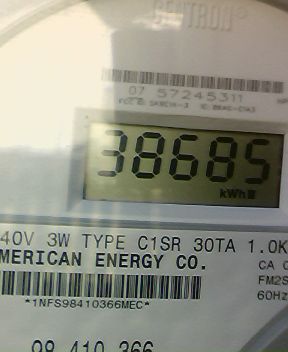 CENTRON®
07 57245311
38685
kWh
40V 3W TYPE C1SR 30TA 1.0K
MERICAN ENERGY CO.
CA 0
FM2S
*1NFS98410366MEC*
60Hz
98 410 366